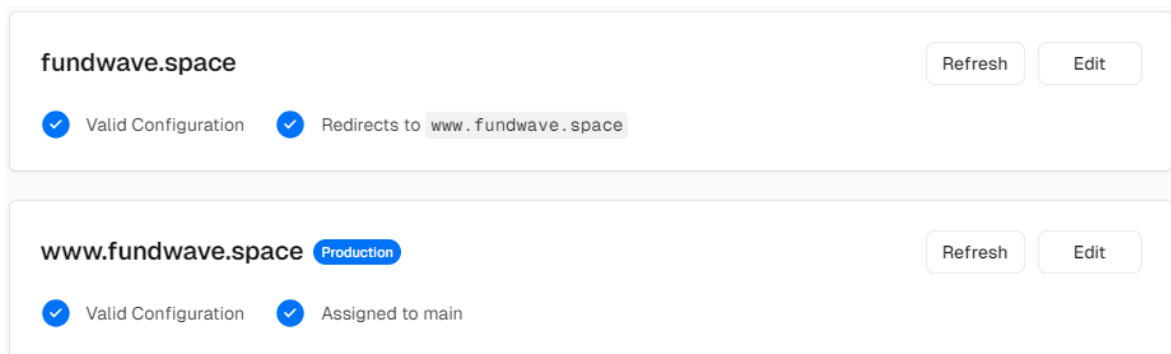 fundwave.space
Refresh
Edit
Valid Configuration
Redirects to www.fundwave.space
www.fundwave.space Production
Refresh
Edit
Valid Configuration
Assigned to main